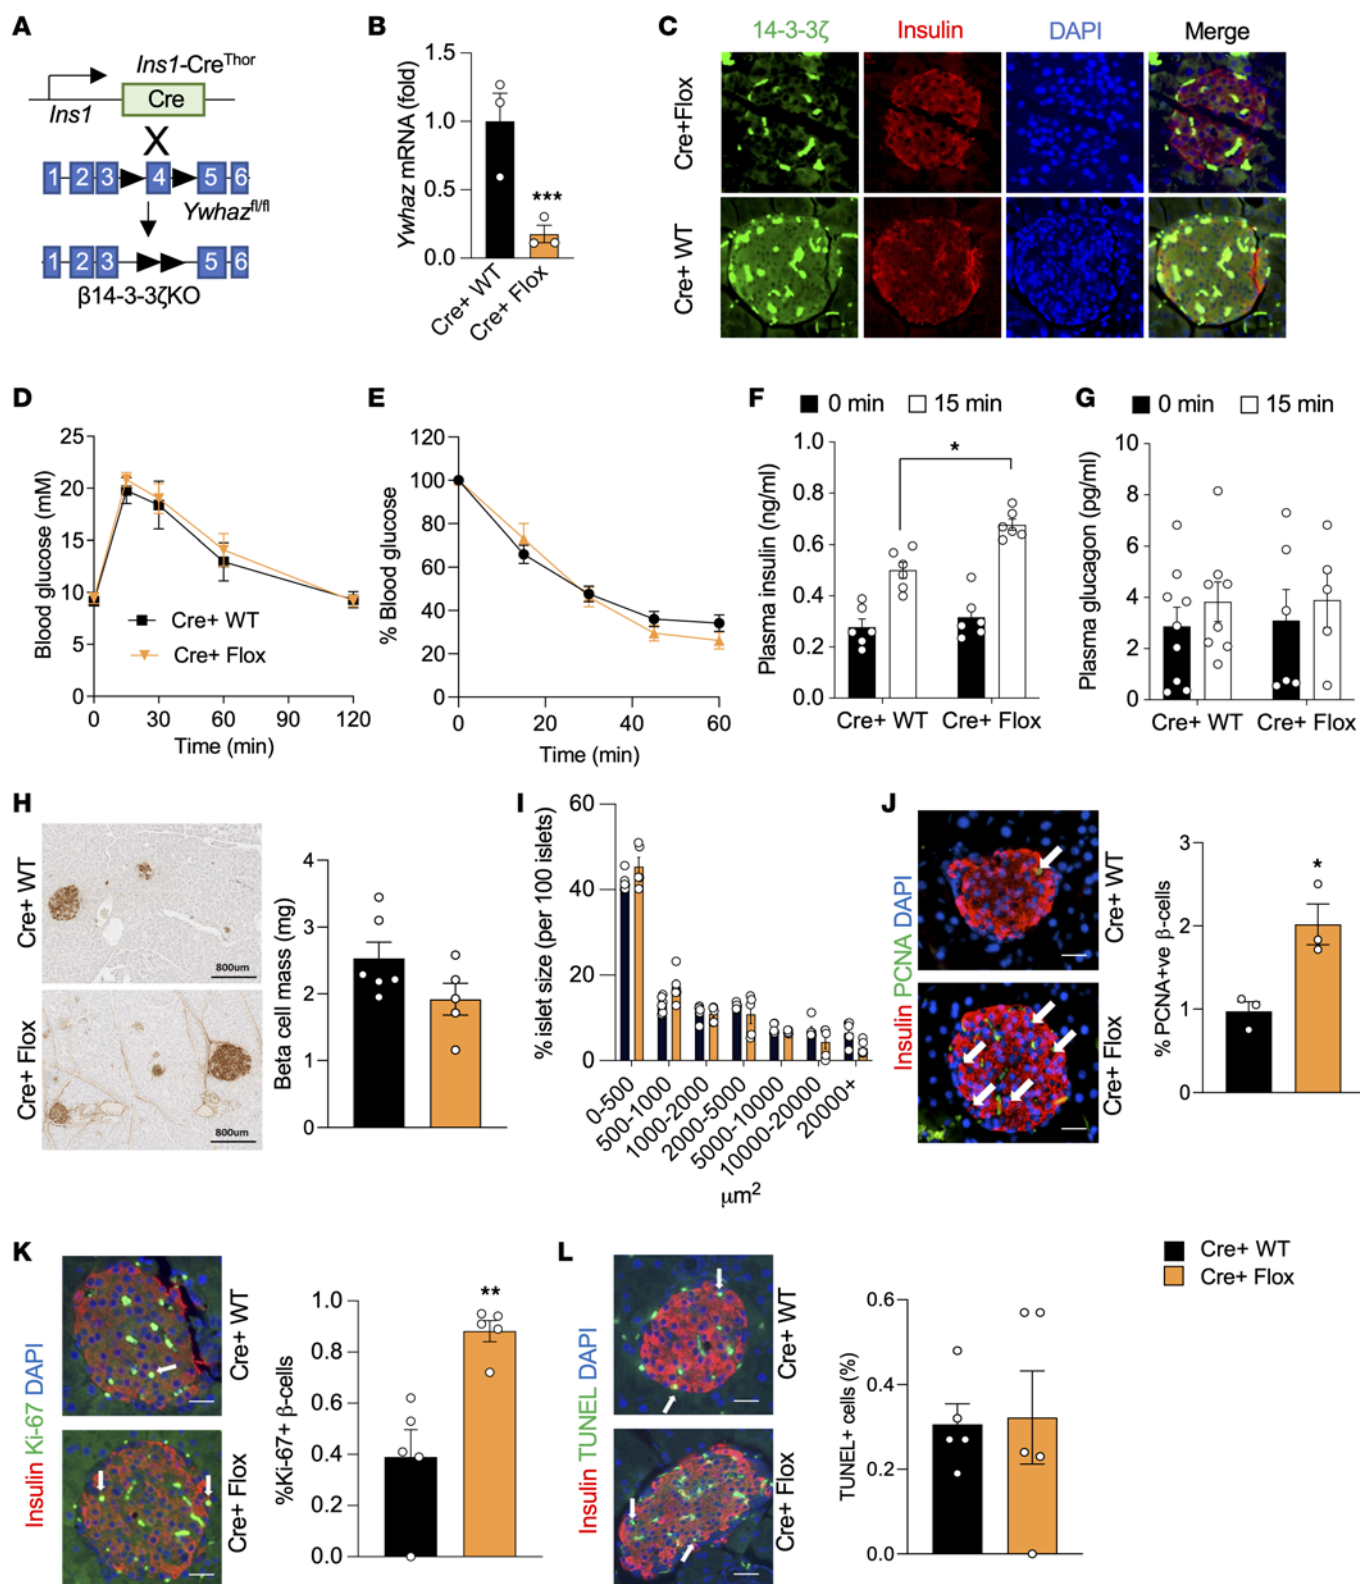 A
Ins1-CreThor
Cre
Ins1
X
1 2 3 4 5 6
Ywhazfl/fl
1 2 3 5 6
β14-3-3ζKO
B
Ywhaz mRNA (fold)
1.5
1.0
0.5
0.0
***
Cre+ WT
Cre+ Flox
C
14-3-3ζ Insulin DAPI Merge
Cre+Flox
Cre+ WT
D
Blood glucose (mM)
25
20
15
10
5
0
Cre+ WT
Cre+ Flox
0 30 60 90 120
Time (min)
E
% Blood glucose
120
100
80
60
40
20
0
0 20 40 60
Time (min)
F
0 min 15 min
Plasma insulin (ng/ml)
1.0
0.8
0.6
0.4
0.2
0.0
*
Cre+ WT Cre+ Flox
G
0 min 15 min
Plasma glucagon (pg/ml)
10
8
6
4
2
0
Cre+ WT Cre+ Flox
H
Cre+ WT
800um
Cre+ Flox
800um
Beta cell mass (mg)
4
3
2
1
0
I
% islet size (per 100 islets)
60
40
20
0
0-500
500-1000
1000-2000
2000-5000
5000-10000
10000-20000
20000+
μm2
J
Insulin PCNA DAPI
Cre+ WT
Cre+ Flox
% PCNA+ve β-cells
3
2
1
0
*
K
Insulin Ki-67 DAPI
Cre+ WT
Cre+ Flox
%Ki-67+ β-cells
1.0
0.8
0.6
0.4
0.2
0.0
**
L
Insulin TUNEL DAPI
Cre+ WT
Cre+ Flox
TUNEL+ cells (%)
0.6
0.4
0.2
0.0
Cre+ WT
Cre+ Flox